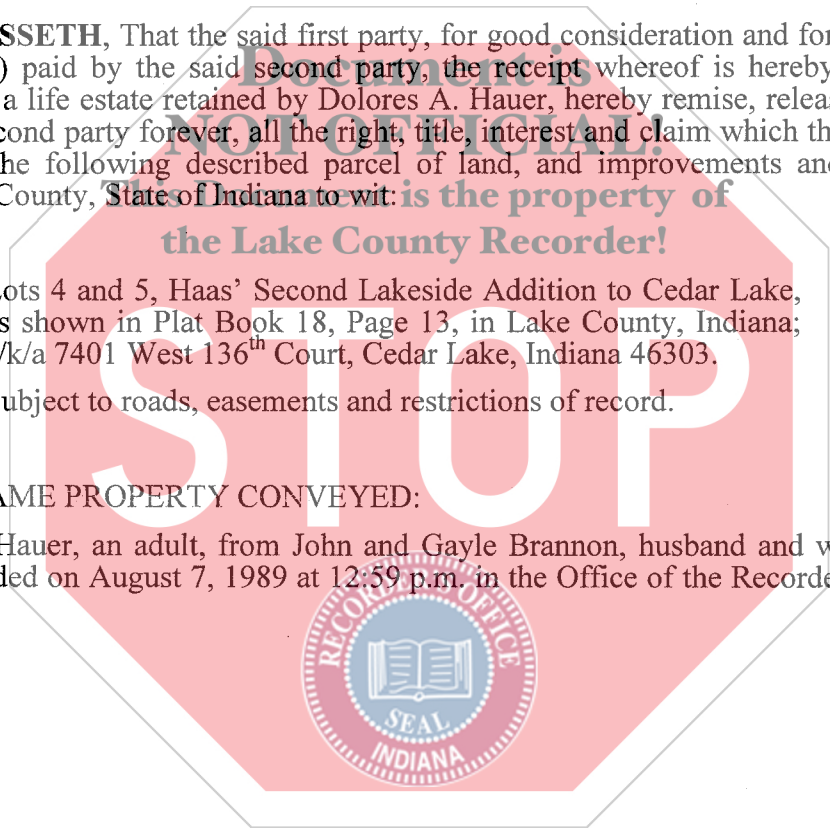 SSETH, That the said first party, for good consideration and for
) paid by the said second party, the receipt whereof is hereby
a life estate retained by Dolores A. Hauer, hereby remise, relea
cond party forever, all the right, title, interest and claim which th
he following described parcel of land, and improvements and
County, State of Indiana to wit:
Document is
NOT OFFICIAL!
This Document is the property of
the Lake County Recorder!
ots 4 and 5, Haas' Second Lakeside Addition to Cedar Lake,
s shown in Plat Book 18, Page 13, in Lake County, Indiana;
/k/a 7401 West 136th Court, Cedar Lake, Indiana 46303.
ubject to roads, easements and restrictions of record.
STOP
AME PROPERTY CONVEYED:
Hauer, an adult, from John and Gayle Brannon, husband and w
ded on August 7, 1989 at 12:59 p.m. in the Office of the Recorde
RECORDER'S OFFICE
SEAL
INDIANA